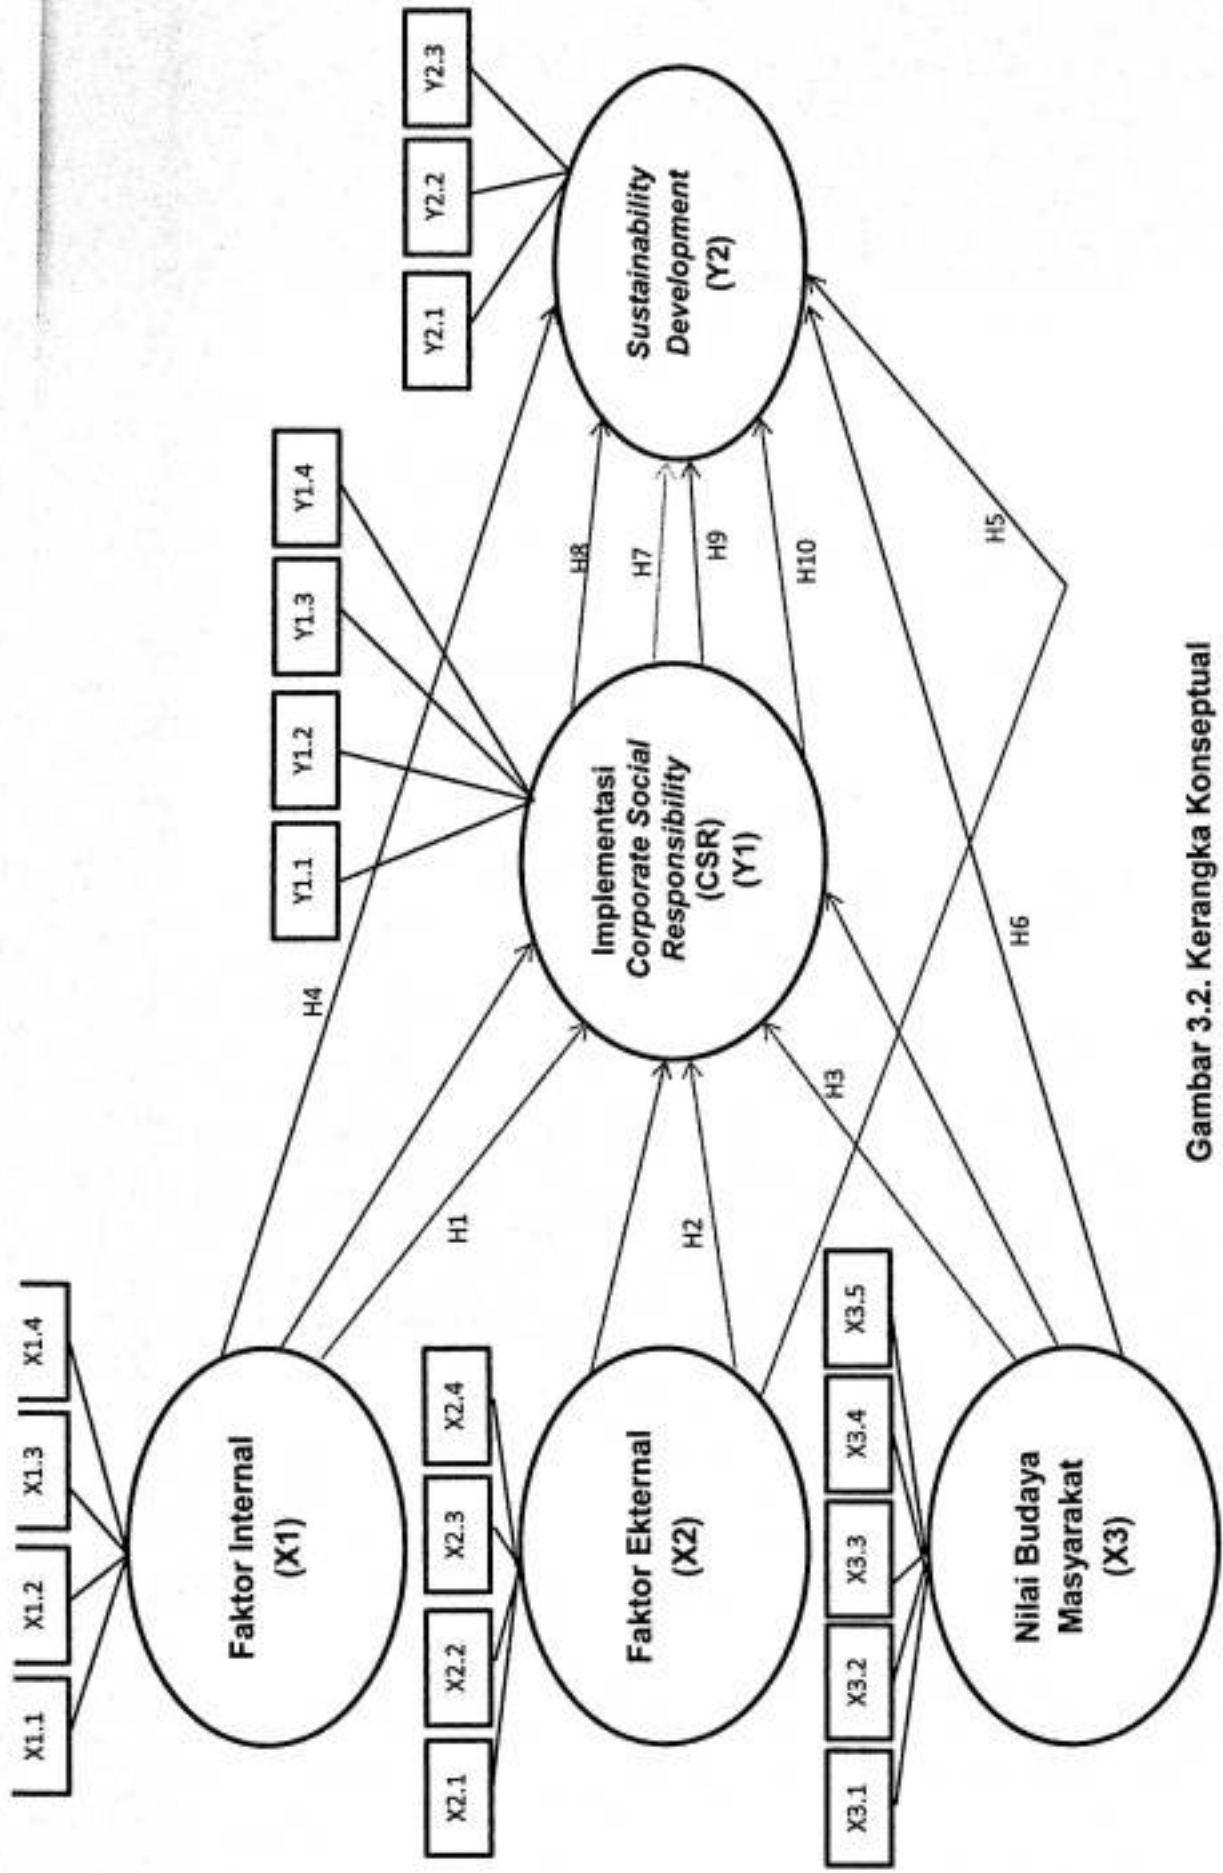 X1.1
X1.2
X1.3
X1.4
Faktor Internal
(X1)
X2.1
X2.2
X2.3
X2.4
Faktor Ekternal
(X2)
X3.1
X3.2
X3.3
X3.4
X3.5
Nilai Budaya
Masyarakat
(X3)
H1
H2
H3
H4
H5
H6
Y1.1
Y1.2
Y1.3
Y1.4
Implementasi
Corporate Social
Responsibility
(CSR)
(Y1)
H8
H7
H9
H10
Y2.1
Y2.2
Y2.3
Sustainability
Development
(Y2)
Gambar 3.2. Kerangka Konseptual